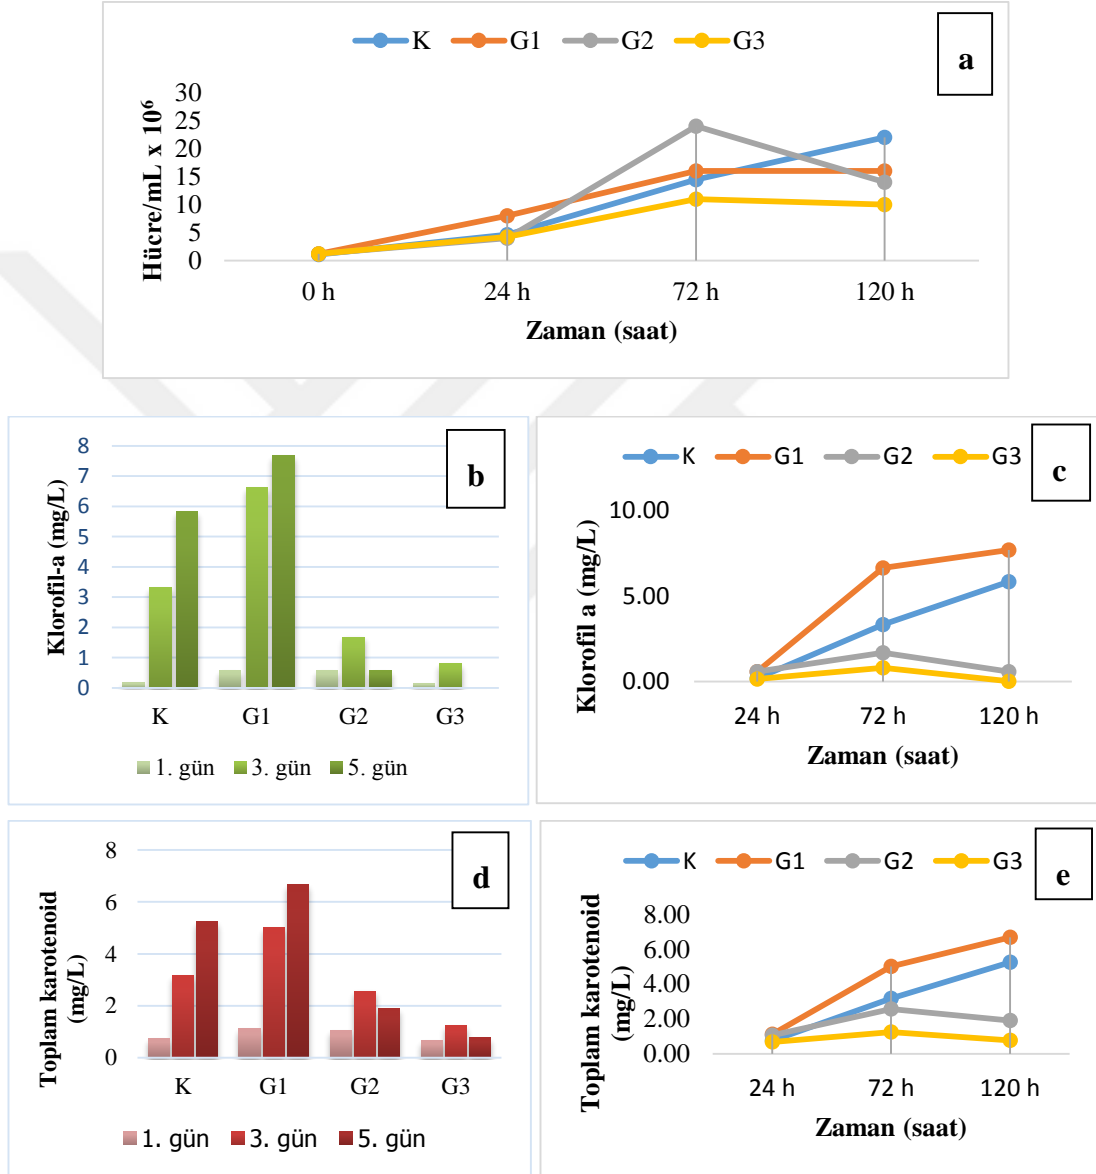 K G1 G2 G3
a
Hücre/mL x 10⁶
30
25
20
15
10
5
0
0 h 24 h 72 h 120 h
Zaman (saat)
b
Klorofil-a (mg/L)
8
7
6
5
4
3
2
1
0
K G1 G2 G3
1. gün 3. gün 5. gün
K G1 G2 G3
c
Klorofil a (mg/L)
10.00
5.00
0.00
24 h 72 h 120 h
Zaman (saat)
d
Toplam karotenoid
(mg/L)
8
6
4
2
0
K G1 G2 G3
1. gün 3. gün 5. gün
K G1 G2 G3
e
Toplam karotenoid
(mg/L)
8.00
6.00
4.00
2.00
0.00
24 h 72 h 120 h
Zaman (saat)